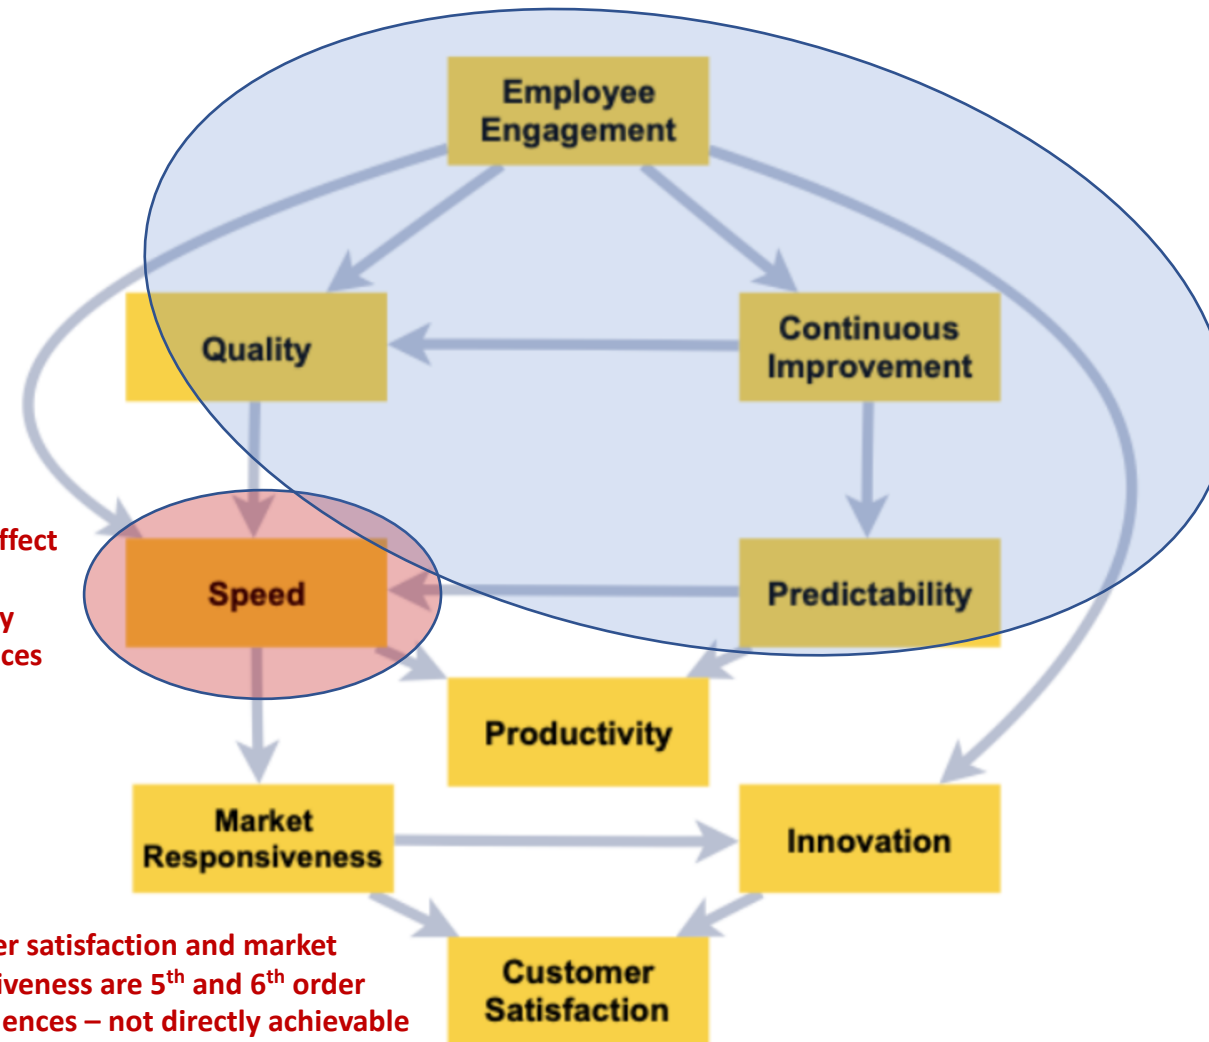 Employee
Engagement
Quality
Continuous
Improvement
ffect
y
ces
Speed
Predictability
Productivity
Market
Responsiveness
Innovation
er satisfaction and market
iveness are 5th and 6th order
iences – not directly achievable
Customer
Satisfaction